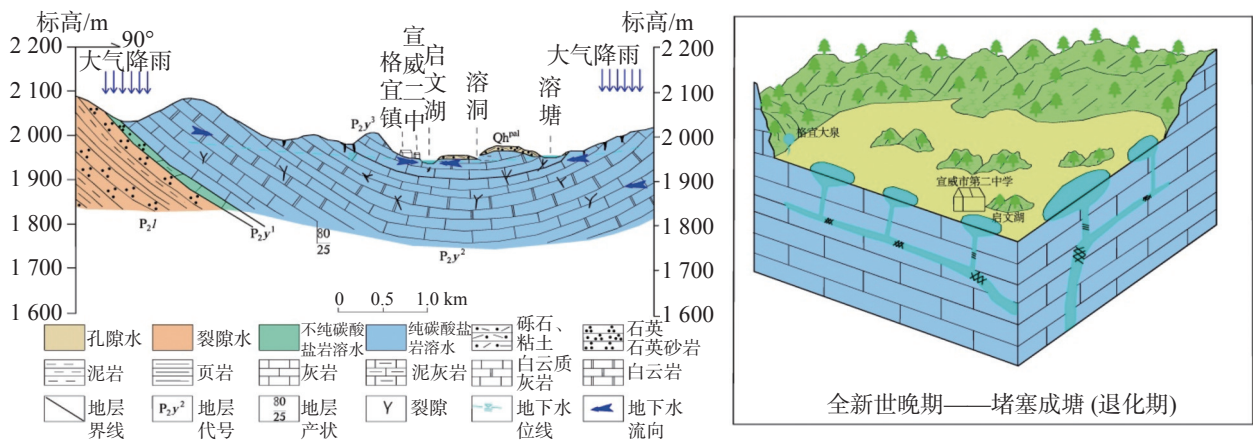 标高/m
2 200
2 100
2 000
1 900
1 800
1 700
1 600
90°
大气降雨
格宜镇
宣威二中
启文湖
溶洞
溶塘
大气降雨
标高/m
2 200
2 100
2 000
1 900
1 800
1 700
1 600
P₂y³
Qhᵖᵃˡ
P₂l
P₂y¹
80
25
P₂y²
0 0.5 1.0 km
孔隙水
裂隙水
不纯碳酸
盐岩溶水
纯碳酸盐
岩溶水
砾石、
粘土
石英
石英砂岩
泥岩
页岩
灰岩
泥灰岩
白云质
灰岩
白云岩
地层
界线
P₂y²
地层
代号
80
25
地层
产状
裂隙
地下水
位线
地下水
流向
格宜大泉
宣威市第二中学
启文湖
全新世晚期——堵塞成塘 (退化期)